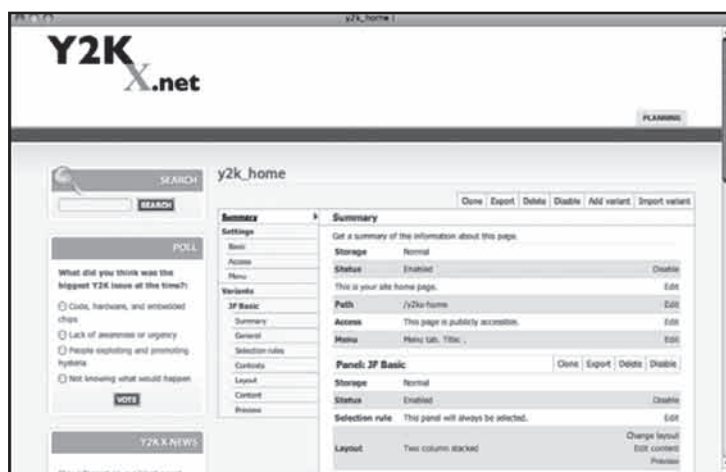 y2k_home
Y2K
X.net
PLANNING
SEARCH
SEARCH
POLL
What did you think was the
biggest Y2K issue at the time?:
Code, hardware, and embedded
chips
Lack of awareness or urgency
People exploiting and promoting
hysteria
Not knowing what would happen
VOTE
Y2K X NEWS
y2k_home
Clone Export Delete Disable Add variant Import variant
Summary
Settings
Basic
Access
Menu
Variants
JF Basic
Summary
General
Selection rules
Contexts
Layout
Content
Preview
Summary
Get a summary of the information about this page.
Storage Normal
Status Enabled Disable
This is your site home page. Edit
Path /y2kx-home Edit
Access This page is publicly accessible. Edit
Menu Menu tab. Title: , Edit
Panel: JF Basic Clone Export Delete Disable
Storage Normal
Status Enabled Disable
Selection rule This panel will always be selected. Edit
Layout Two column stacked Change layout
Edit content
Preview